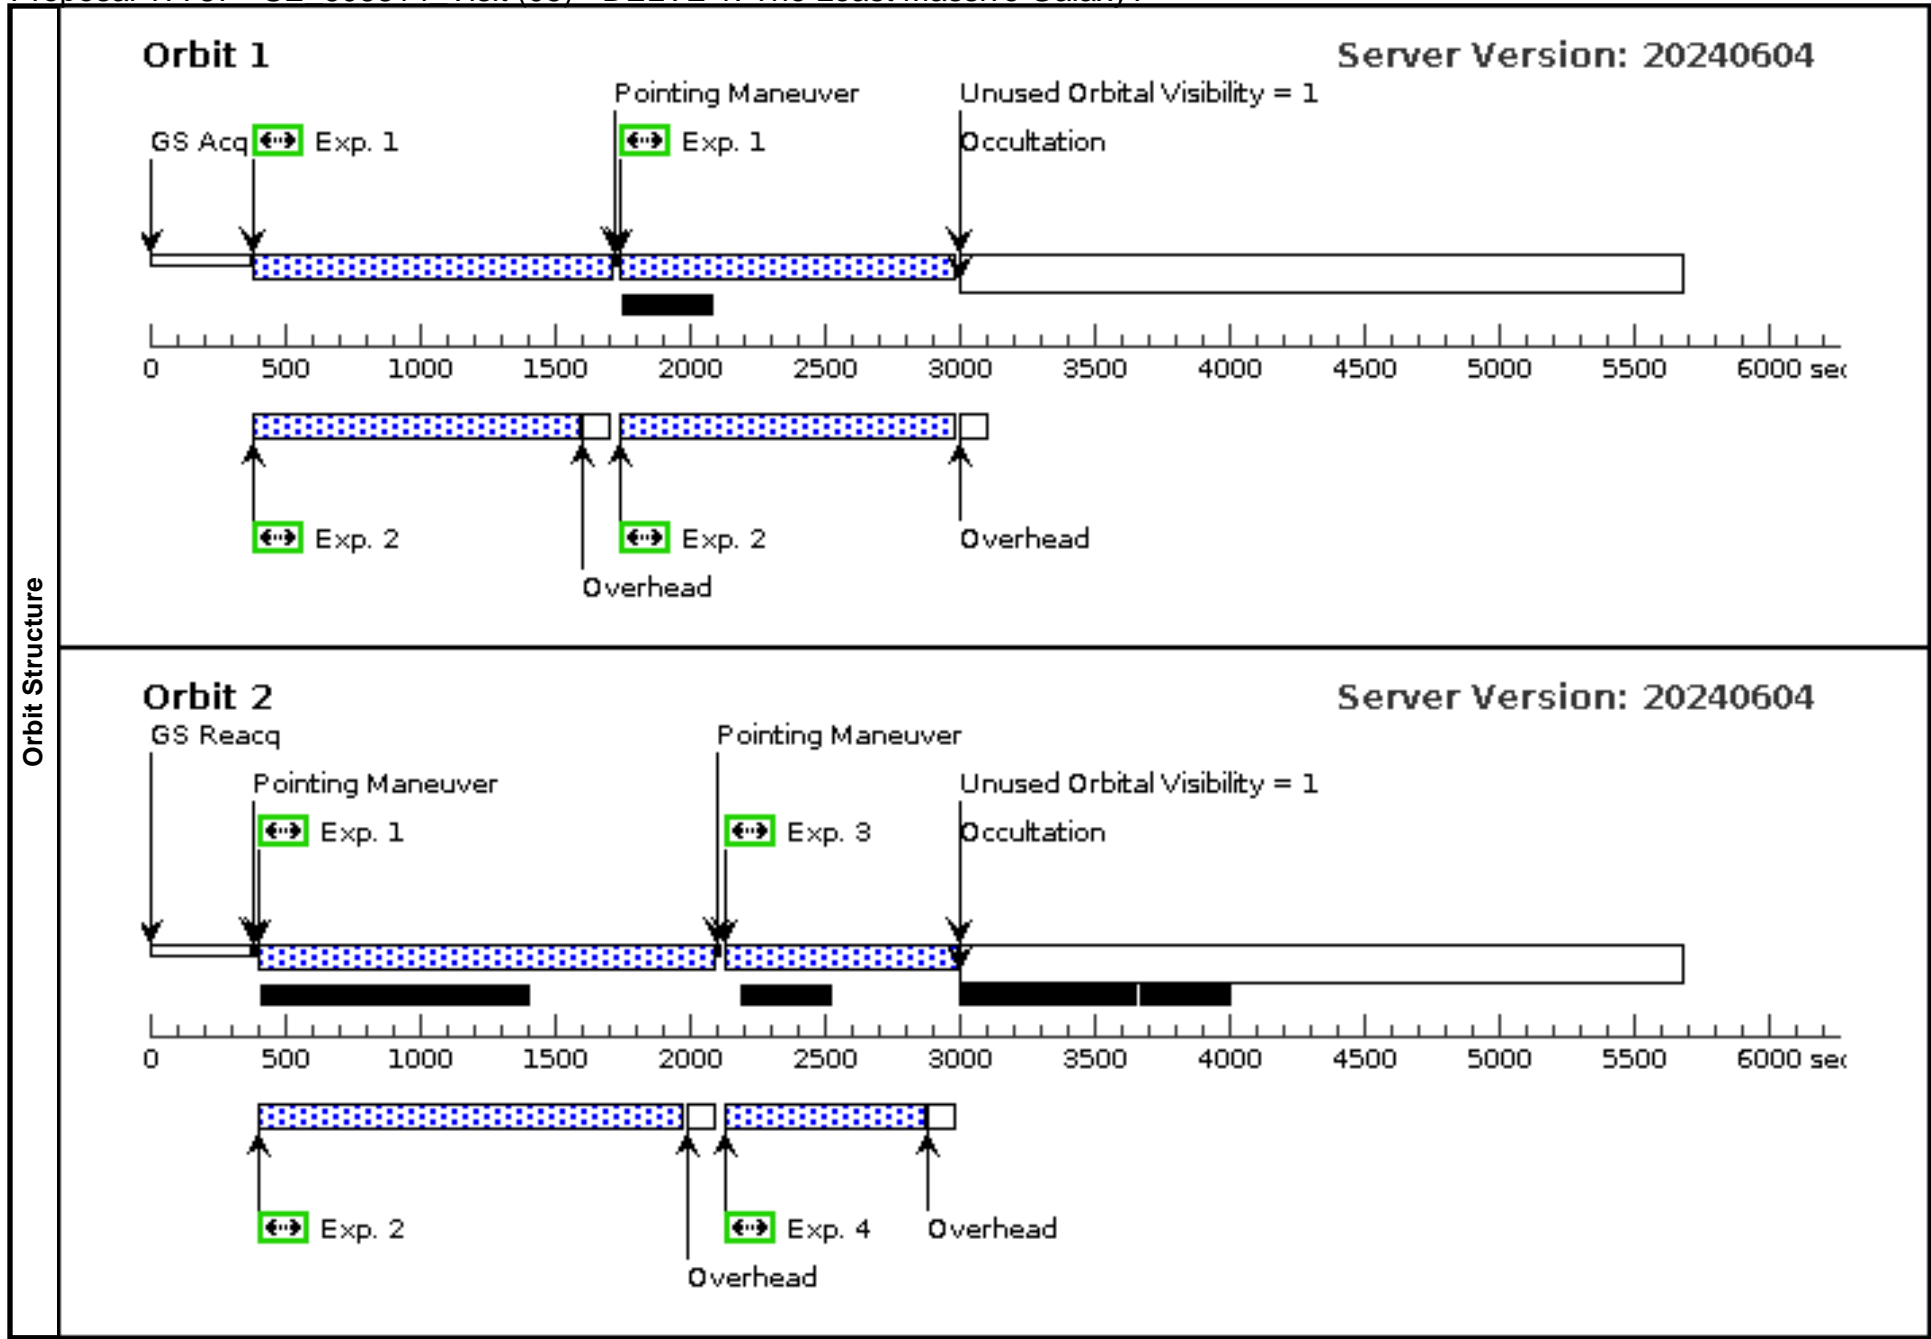 Orbit Structure
Orbit 1
Server Version: 20240604
Pointing Maneuver
Unused Orbital Visibility = 1
GS Acq
Exp. 1
Exp. 1
Occultation
0 500 1000 1500 2000 2500 3000 3500 4000 4500 5000 5500 6000 sec
Exp. 2
Exp. 2
Overhead
Overhead
Orbit 2
Server Version: 20240604
GS Reacq
Pointing Maneuver
Pointing Maneuver
Unused Orbital Visibility = 1
Exp. 1
Exp. 3
Occultation
0 500 1000 1500 2000 2500 3000 3500 4000 4500 5000 5500 6000 sec
Exp. 2
Exp. 4
Overhead
Overhead